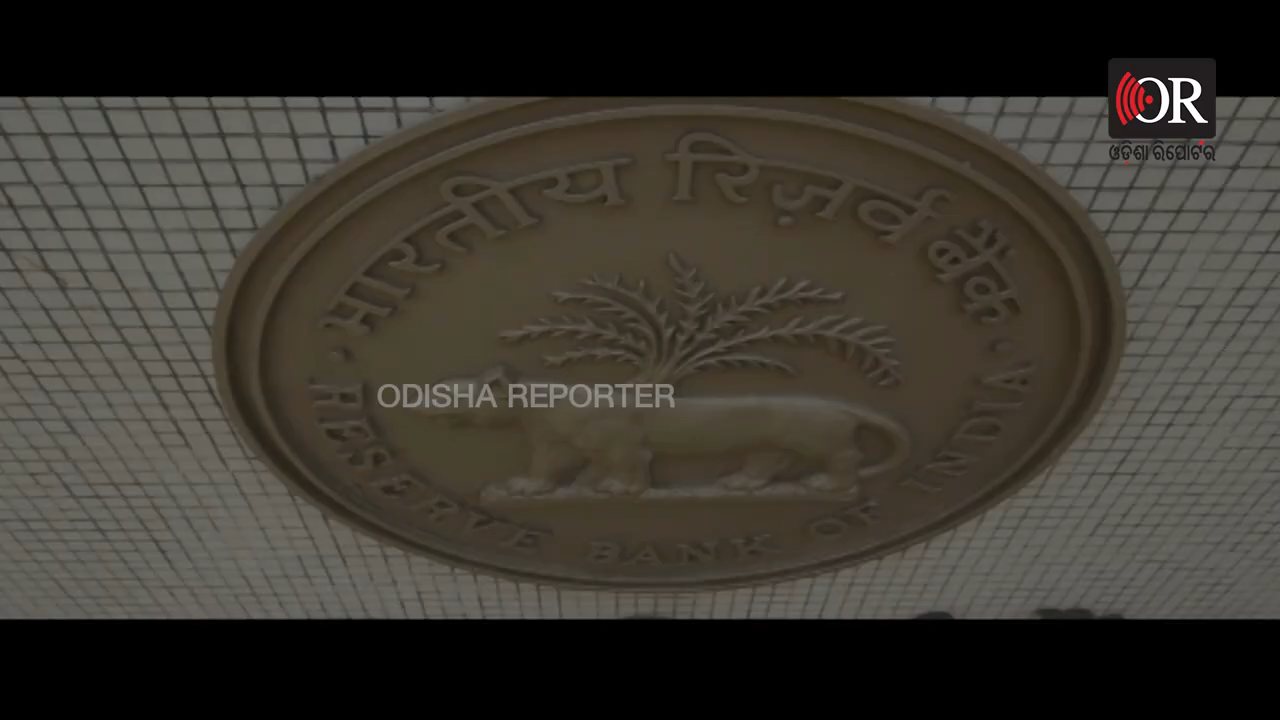 OR
ଓଡ଼ିଶା ରିପୋର୍ଟର
भारतीय रिज़र्व बैंक
ODISHA REPORTER
RESERVE BANK OF INDIA